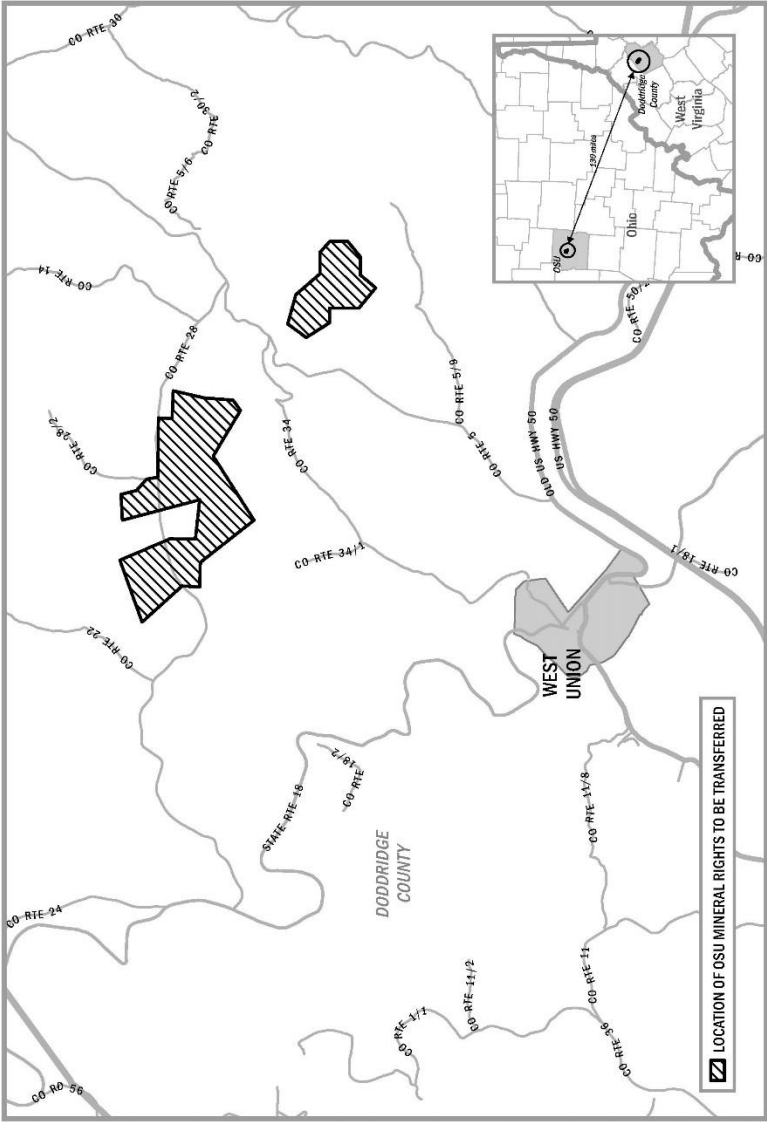 CO RD 56
CO RTE 24
CO RTE 14
CO RTE 30
CO RTE 22
CO RTE 28/2
CO RTE 28
CO RTE 5/6
CO RTE 30/2
STATE RTE 18
CO RTE 34/1
CO RTE 34
CO RTE 18/2
DODDRIDGE
COUNTY
CO RTE 1/1
CO RTE 11/2
CO RTE 5/9
CO RTE 5
WEST
UNION
OLD US HWY 50
US HWY 50
CO RTE 36
CO RTE 11
CO RTE 11/8
CO RTE 50/2
CO RTE 18/1
OSU
139 miles
Ohio
Doddridge
County
West
Virginia
LOCATION OF OSU MINERAL RIGHTS TO BE TRANSFERRED